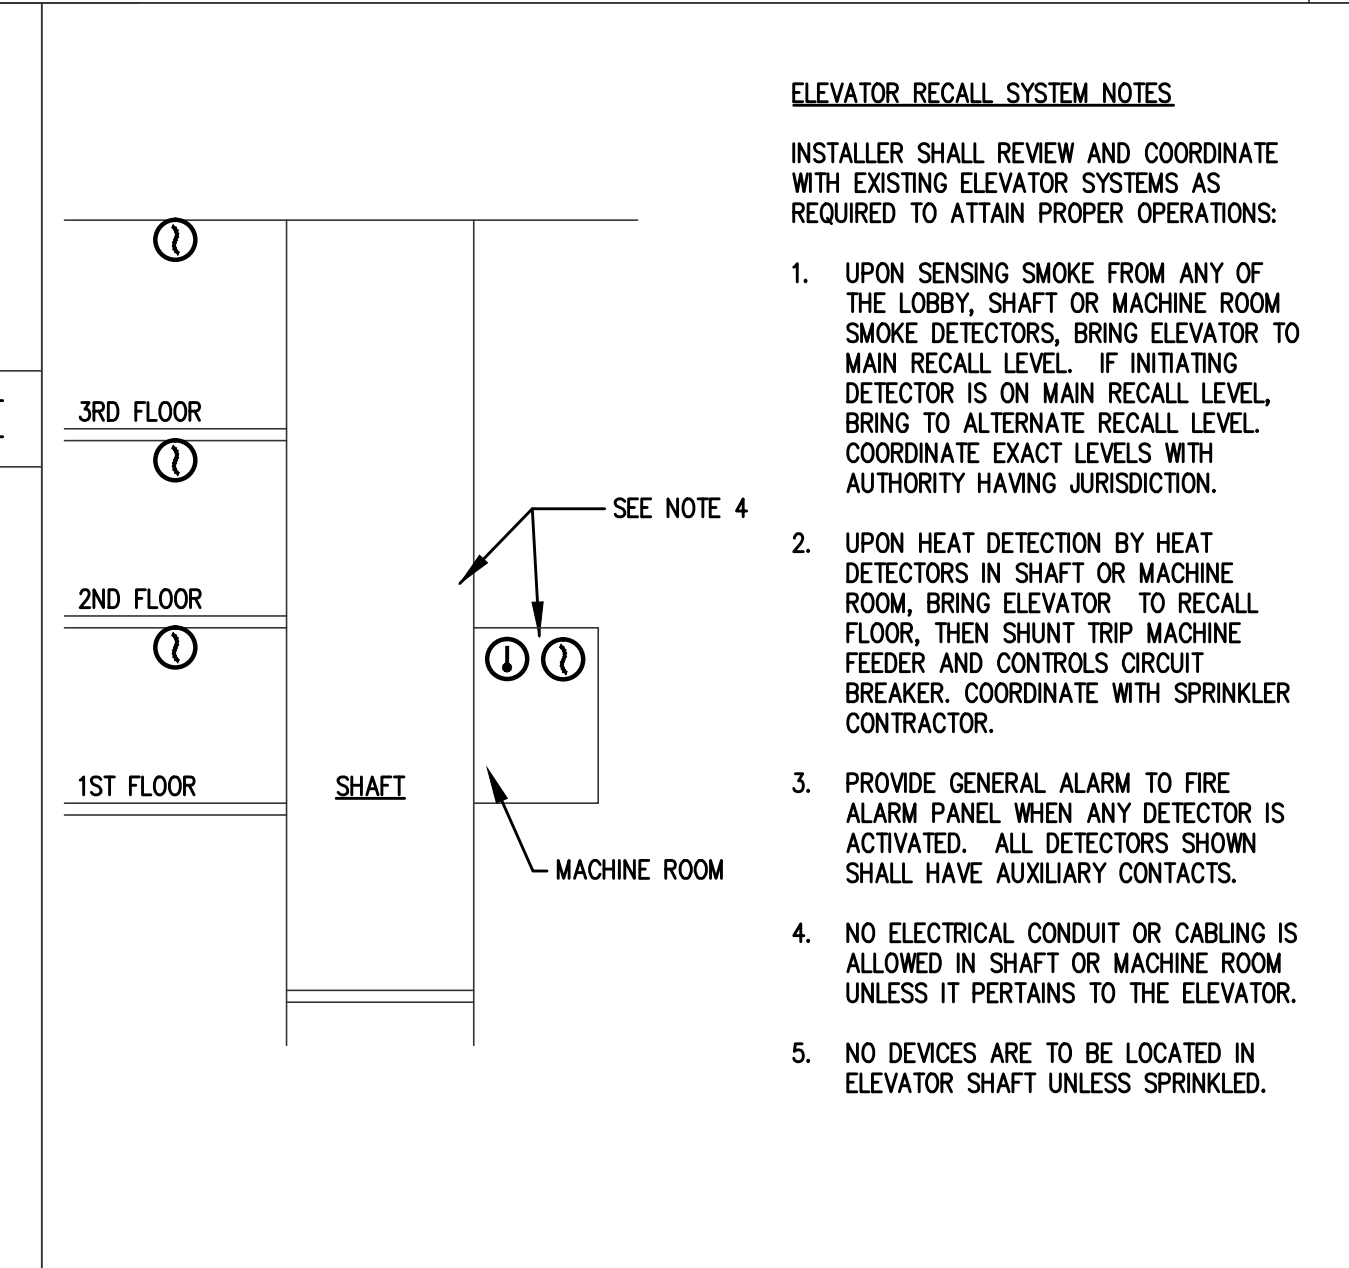 ELEVATOR RECALL SYSTEM NOTES
INSTALLER SHALL REVIEW AND COORDINATE
WITH EXISTING ELEVATOR SYSTEMS AS
REQUIRED TO ATTAIN PROPER OPERATIONS:
1. UPON SENSING SMOKE FROM ANY OF
THE LOBBY, SHAFT OR MACHINE ROOM
SMOKE DETECTORS, BRING ELEVATOR TO
MAIN RECALL LEVEL. IF INITIATING
DETECTOR IS ON MAIN RECALL LEVEL,
BRING TO ALTERNATE RECALL LEVEL.
COORDINATE EXACT LEVELS WITH
AUTHORITY HAVING JURISDICTION.
2. UPON HEAT DETECTION BY HEAT
DETECTORS IN SHAFT OR MACHINE
ROOM, BRING ELEVATOR TO RECALL
FLOOR, THEN SHUNT TRIP MACHINE
FEEDER AND CONTROLS CIRCUIT
BREAKER. COORDINATE WITH SPRINKLER
CONTRACTOR.
3. PROVIDE GENERAL ALARM TO FIRE
ALARM PANEL WHEN ANY DETECTOR IS
ACTIVATED. ALL DETECTORS SHOWN
SHALL HAVE AUXILIARY CONTACTS.
4. NO ELECTRICAL CONDUIT OR CABLING IS
ALLOWED IN SHAFT OR MACHINE ROOM
UNLESS IT PERTAINS TO THE ELEVATOR.
5. NO DEVICES ARE TO BE LOCATED IN
ELEVATOR SHAFT UNLESS SPRINKLED.
3RD FLOOR
SEE NOTE 4
2ND FLOOR
1ST FLOOR
SHAFT
MACHINE ROOM